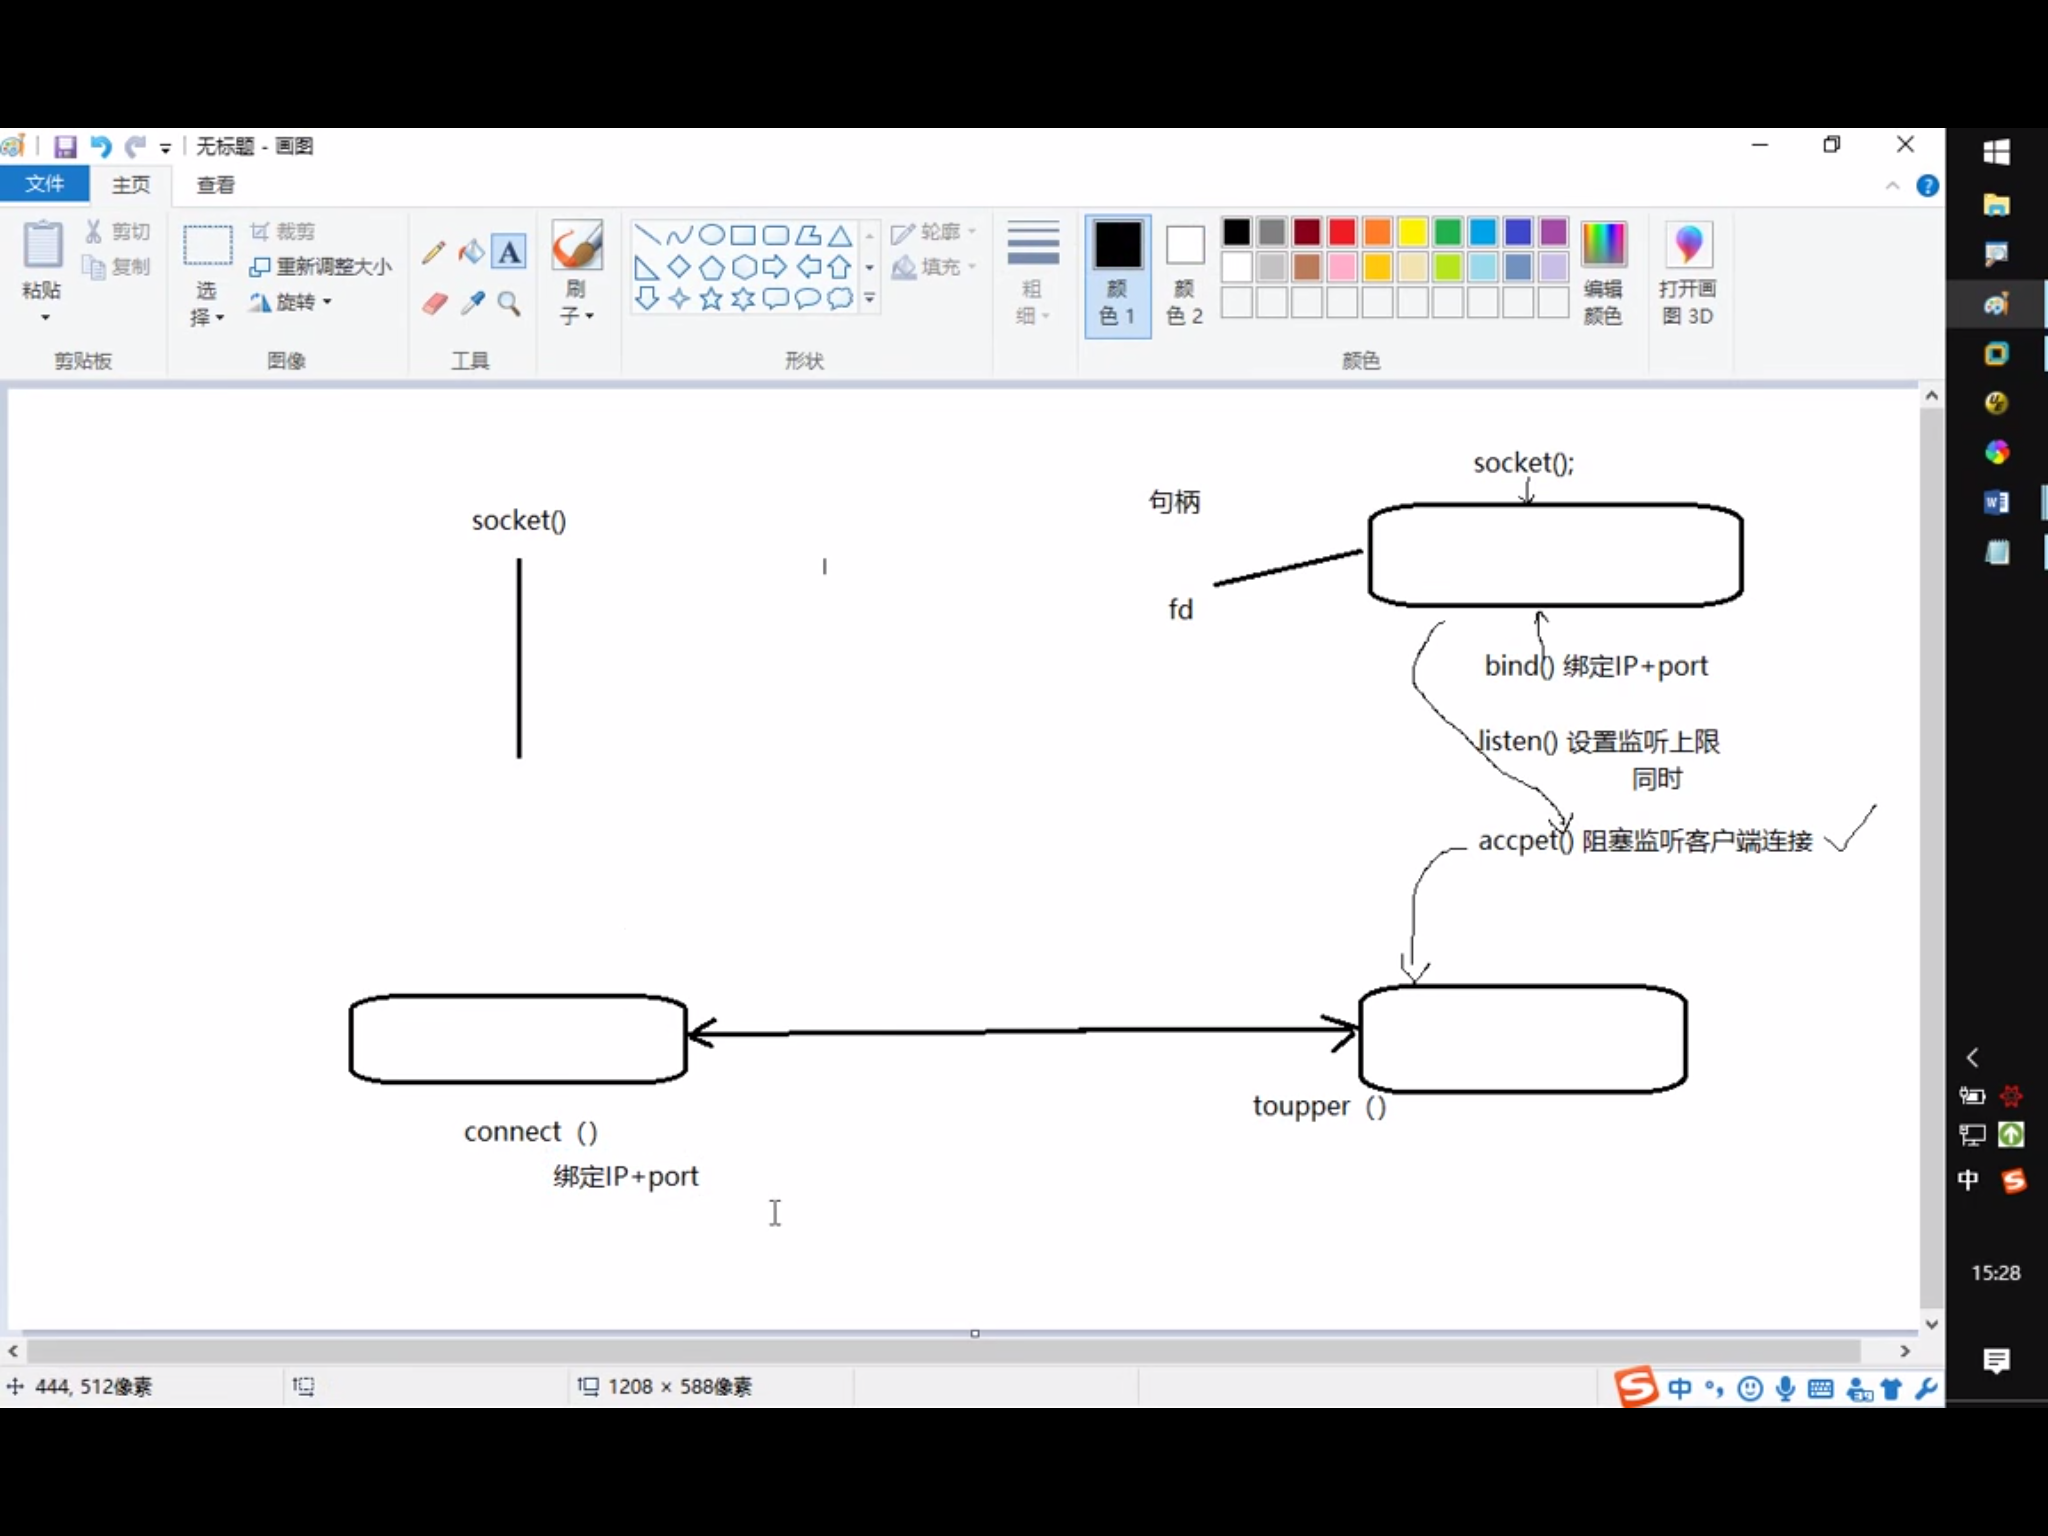 无标题 - 画图
文件 主页 查看
粘贴 剪切 复制
剪贴板
选择 裁剪 重新调整大小 旋转
图像
A
工具
刷子
形状
轮廓 填充
粗细
颜色 1
颜色 2
颜色
编辑颜色
打开画图 3D
socket();
句柄
socket()
fd
bind() 绑定IP+port
listen() 设置监听上限
同时
accpet() 阻塞监听客户端连接
toupper （）
connect （）
绑定IP+port
中
15:28
444, 512像素
1208 × 588像素
中